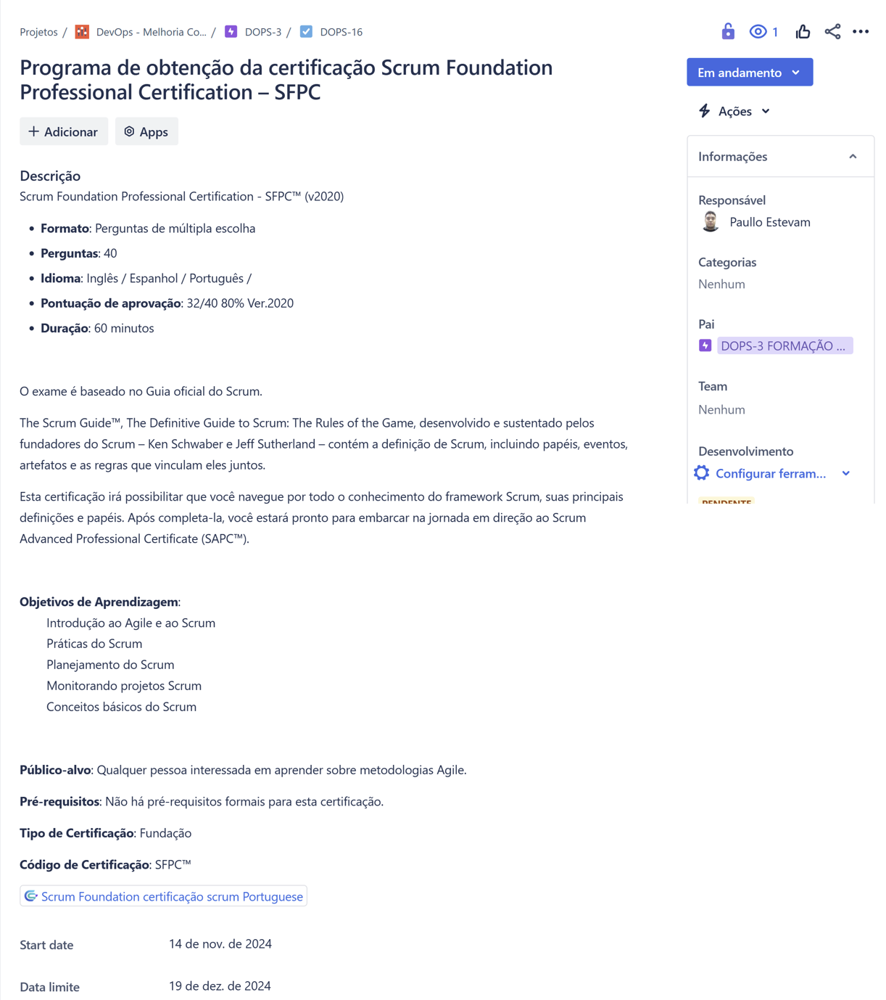 Projetos / DevOps - Melhoria Co... / DOPS-3 / DOPS-16
1
Programa de obtenção da certificação Scrum Foundation
Professional Certification – SFPC
Em andamento
Ações
Adicionar
Apps
Descrição
Scrum Foundation Professional Certification - SFPC™ (v2020)
• Formato: Perguntas de múltipla escolha
• Perguntas: 40
• Idioma: Inglês / Espanhol / Português /
• Pontuação de aprovação: 32/40 80% Ver.2020
• Duração: 60 minutos
O exame é baseado no Guia oficial do Scrum.
The Scrum Guide™, The Definitive Guide to Scrum: The Rules of the Game, desenvolvido e sustentado pelos
fundadores do Scrum – Ken Schwaber e Jeff Sutherland – contém a definição de Scrum, incluindo papéis, eventos,
artefatos e as regras que vinculam eles juntos.
Esta certificação irá possibilitar que você navegue por todo o conhecimento do framework Scrum, suas principais
definições e papéis. Após completa-la, você estará pronto para embarcar na jornada em direção ao Scrum
Advanced Professional Certificate (SAPC™).
Objetivos de Aprendizagem:
Introdução ao Agile e ao Scrum
Práticas do Scrum
Planejamento do Scrum
Monitorando projetos Scrum
Conceitos básicos do Scrum
Público-alvo: Qualquer pessoa interessada em aprender sobre metodologias Agile.
Pré-requisitos: Não há pré-requisitos formais para esta certificação.
Tipo de Certificação: Fundação
Código de Certificação: SFPC™
Scrum Foundation certificação scrum Portuguese
Start date 14 de nov. de 2024
Data limite 19 de dez. de 2024
Informações
Responsável
Paullo Estevam
Categorias
Nenhum
Pai
DOPS-3 FORMAÇÃO ...
Team
Nenhum
Desenvolvimento
Configurar ferram...
PENDENTE